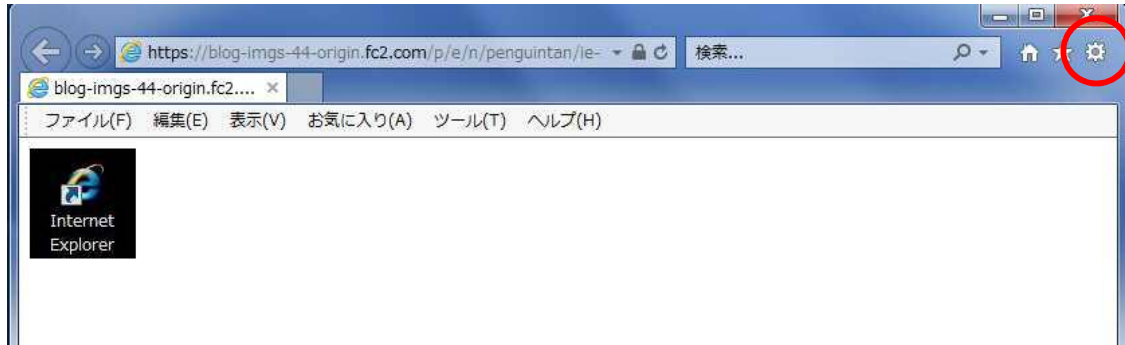 https://blog-imgs-44-origin.fc2.com/p/e/n/penguintan/ie-
検索...
blog-imgs-44-origin.fc2....
ファイル(F) 編集(E) 表示(V) お気に入り(A) ツール(T) ヘルプ(H)
Internet
Explorer